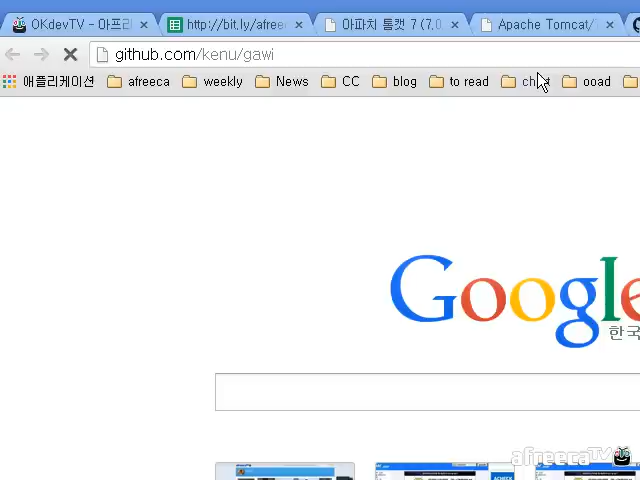 OKdevTV - 아프리
http://bit.ly/afree
아파치 톰캣 7 (7.0
Apache Tomcat/
github.com/kenu/gawi
애플리케이션 afreeca weekly News CC blog to read ooad
Google
한국
afreecaTV